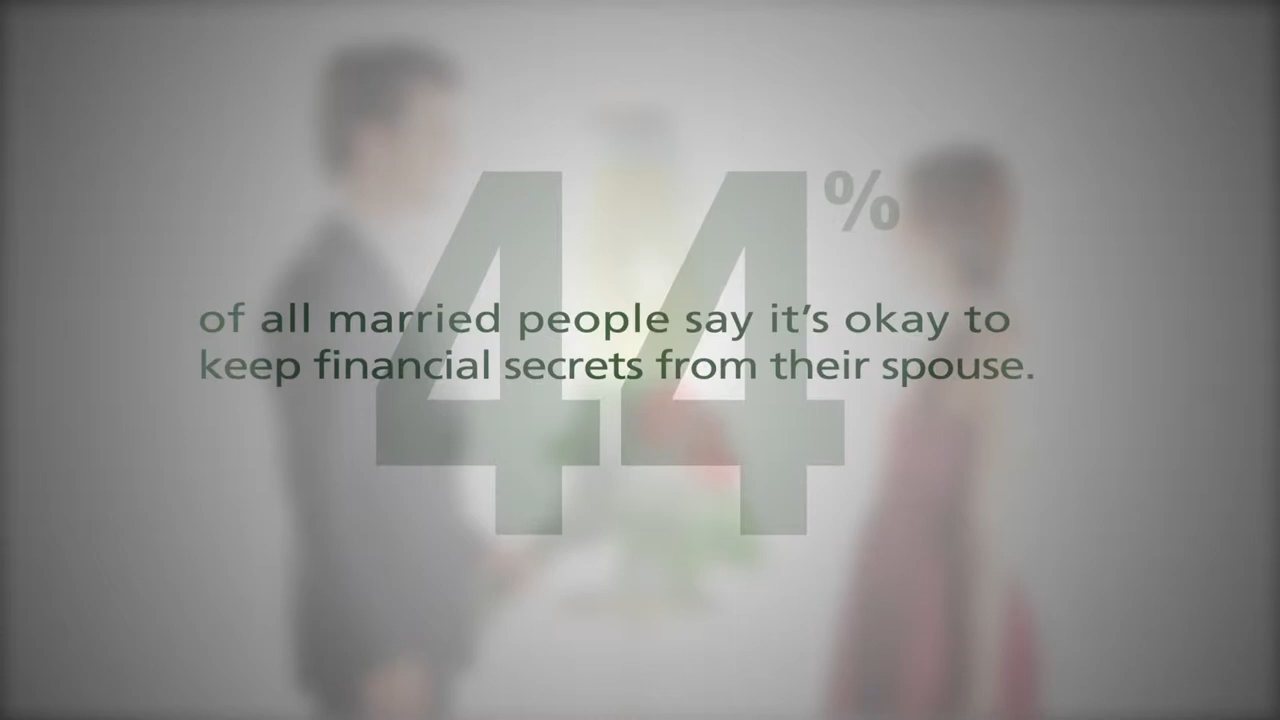 44%
of all married people say it's okay to
keep financial secrets from their spouse.